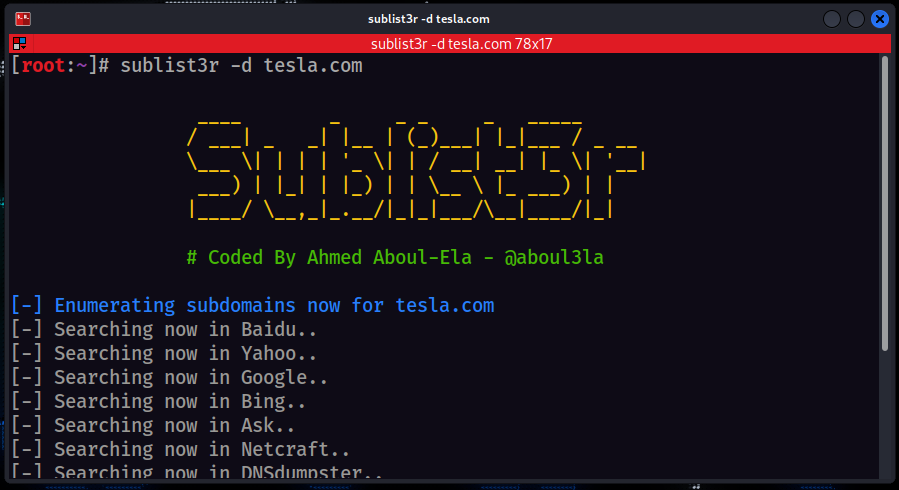 sublist3r -d tesla.com
sublist3r -d tesla.com 78x17
[root:~]# sublist3r -d tesla.com
Sublist3r
# Coded By Ahmed Aboul-Ela - @aboul3la
[-] Enumerating subdomains now for tesla.com
[-] Searching now in Baidu..
[-] Searching now in Yahoo..
[-] Searching now in Google..
[-] Searching now in Bing..
[-] Searching now in Ask..
[-] Searching now in Netcraft..
[-] Searching now in DNSdumpster..